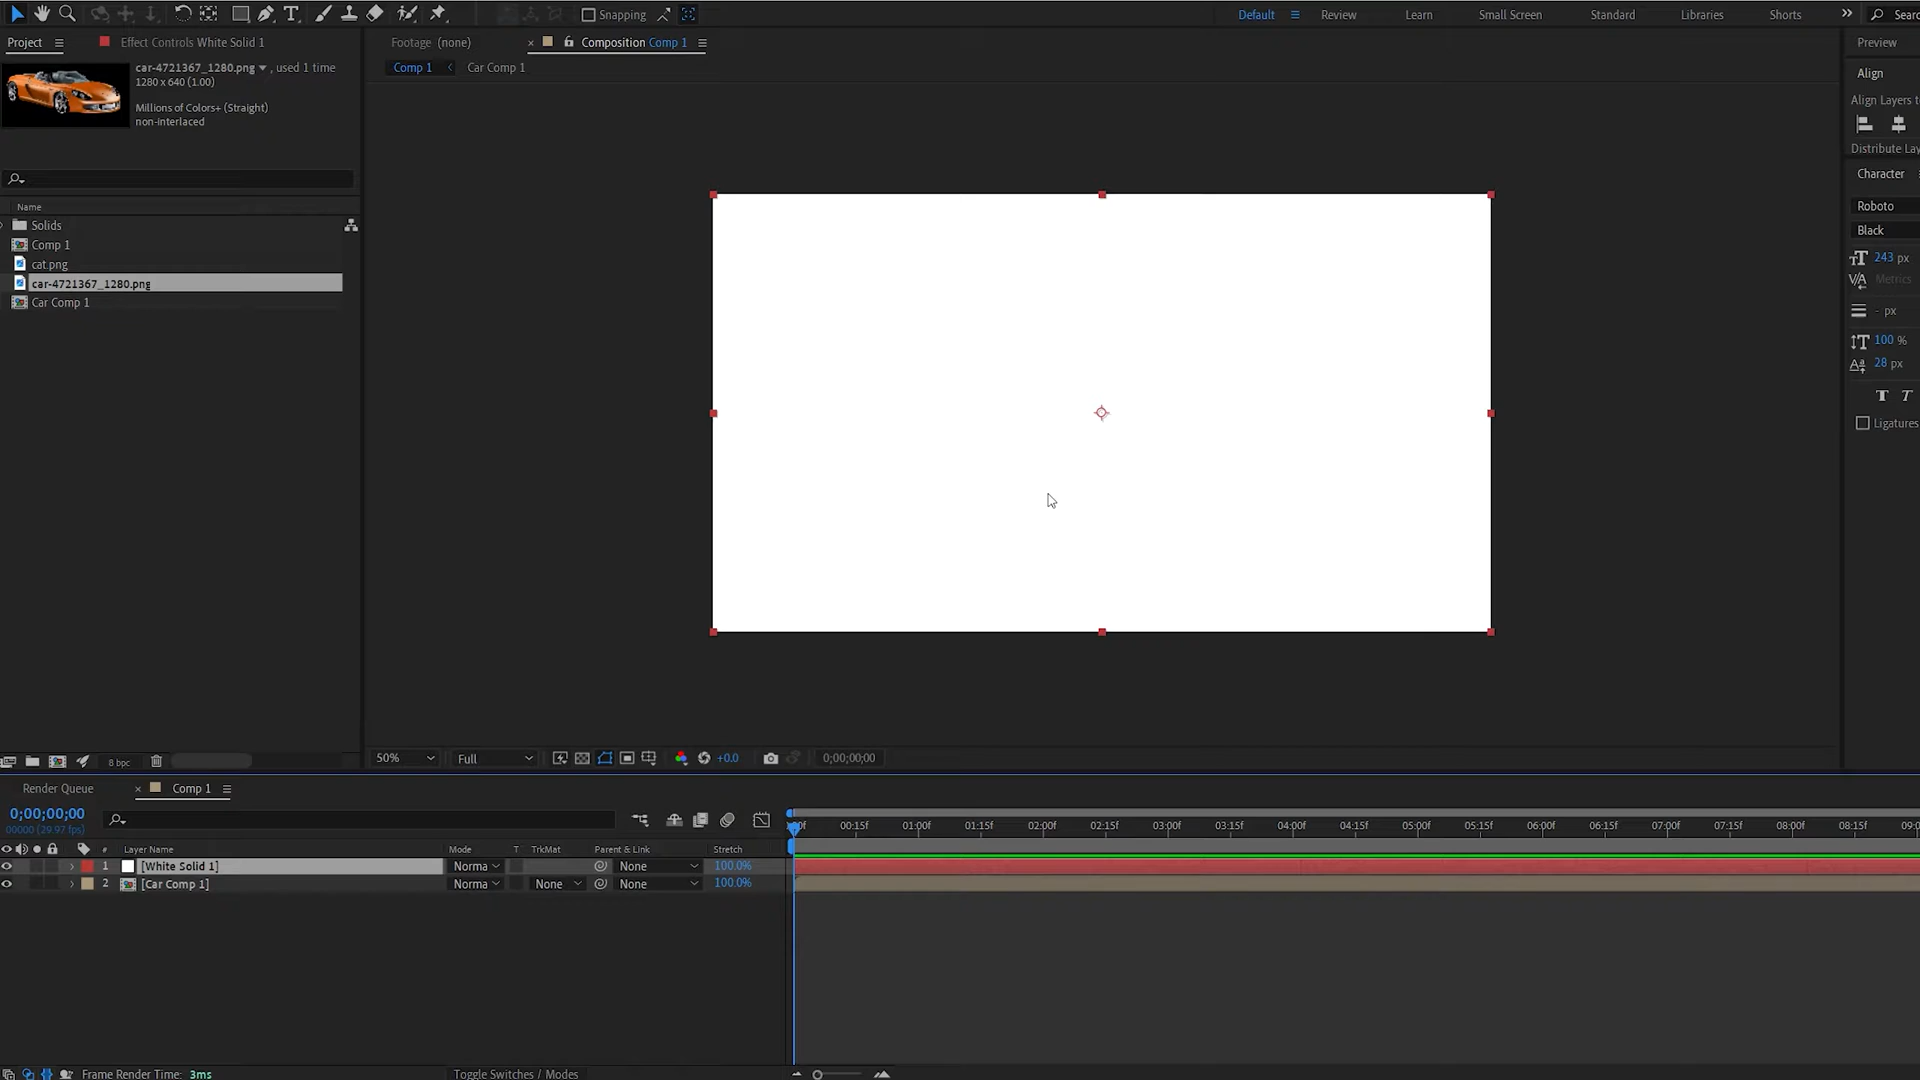 Snapping
Default
Review
Learn
Small Screen
Standard
Libraries
Shorts
Project
Effect Controls White Solid 1
Footage (none)
Composition Comp 1
Preview
car-4721367_1280.png , used 1 time
1280 x 640 (1.00)
Millions of Colors+ (Straight)
non-interlaced
Comp 1
Car Comp 1
Align
Align Layers
Distribute
Character
Name
Solids
Comp 1
cat.png
car-4721367_1280.png
Car Comp 1
Roboto
Black
243 px
Metrics
- px
100 %
28 px
T T
Ligatures
8 bpc
50%
Full
+0.0
0;00;00;00
Render Queue
Comp 1
0;00;00;00
00000 (29.97 fps)
00:15f 01:00f 01:15f 02:00f 02:15f 03:00f 03:15f 04:00f 04:15f 05:00f 05:15f 06:00f 06:15f 07:00f 07:15f 08:00f 08:15f
# Layer Name Mode T TrkMat Parent & Link Stretch
1 [White Solid 1] Norma None 100.0%
2 [Car Comp 1] Norma None None 100.0%
Frame Render Time: 3ms
Toggle Switches / Modes